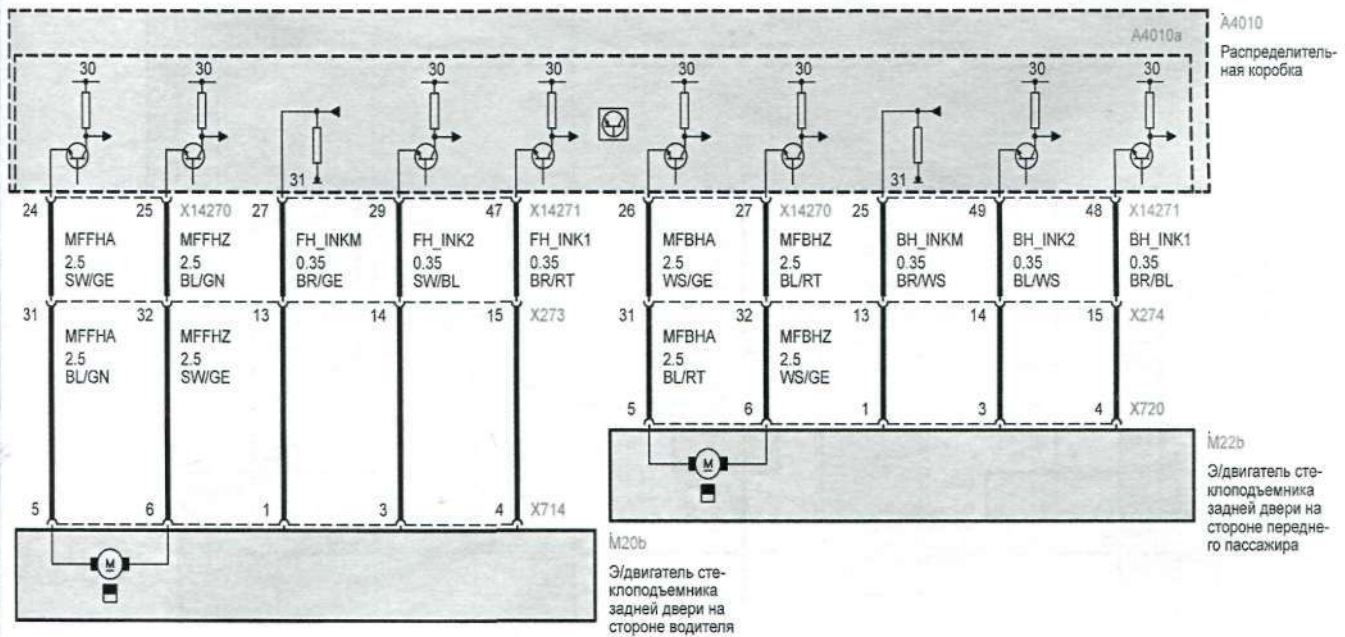 A4010
A4010a
Распределитель-
ная коробка
30 30 30 30 30 30 30 30
31 31
24 25 X14270 27 29 47 X14271 26 27 X14270 25 49 48 X14271
MFFHA MFFHZ FH_INKM FH_INK2 FH_INK1 MFBHA MFBHZ BH_INKM BH_INK2 BH_INK1
2.5 2.5 0.35 0.35 0.35 2.5 2.5 0.35 0.35 0.35
SW/GE BL/GN BR/GE SW/BL BR/RT WS/GE BL/RT BR/WS BL/WS BR/BL
31 32 13 14 15 X273 31 32 13 14 15 X274
MFFHA MFFHZ MFBHA MFBHZ
2.5 2.5 2.5 2.5
BL/GN SW/GE BL/RT WS/GE
5 6 1 3 4 X720
M
M22b
Э/двигатель сте-
клоподъемника
задней двери на
стороне передне-
го пассажира
5 6 1 3 4 X714
M
M20b
Э/двигатель сте-
клоподъемника
задней двери на
стороне водителя